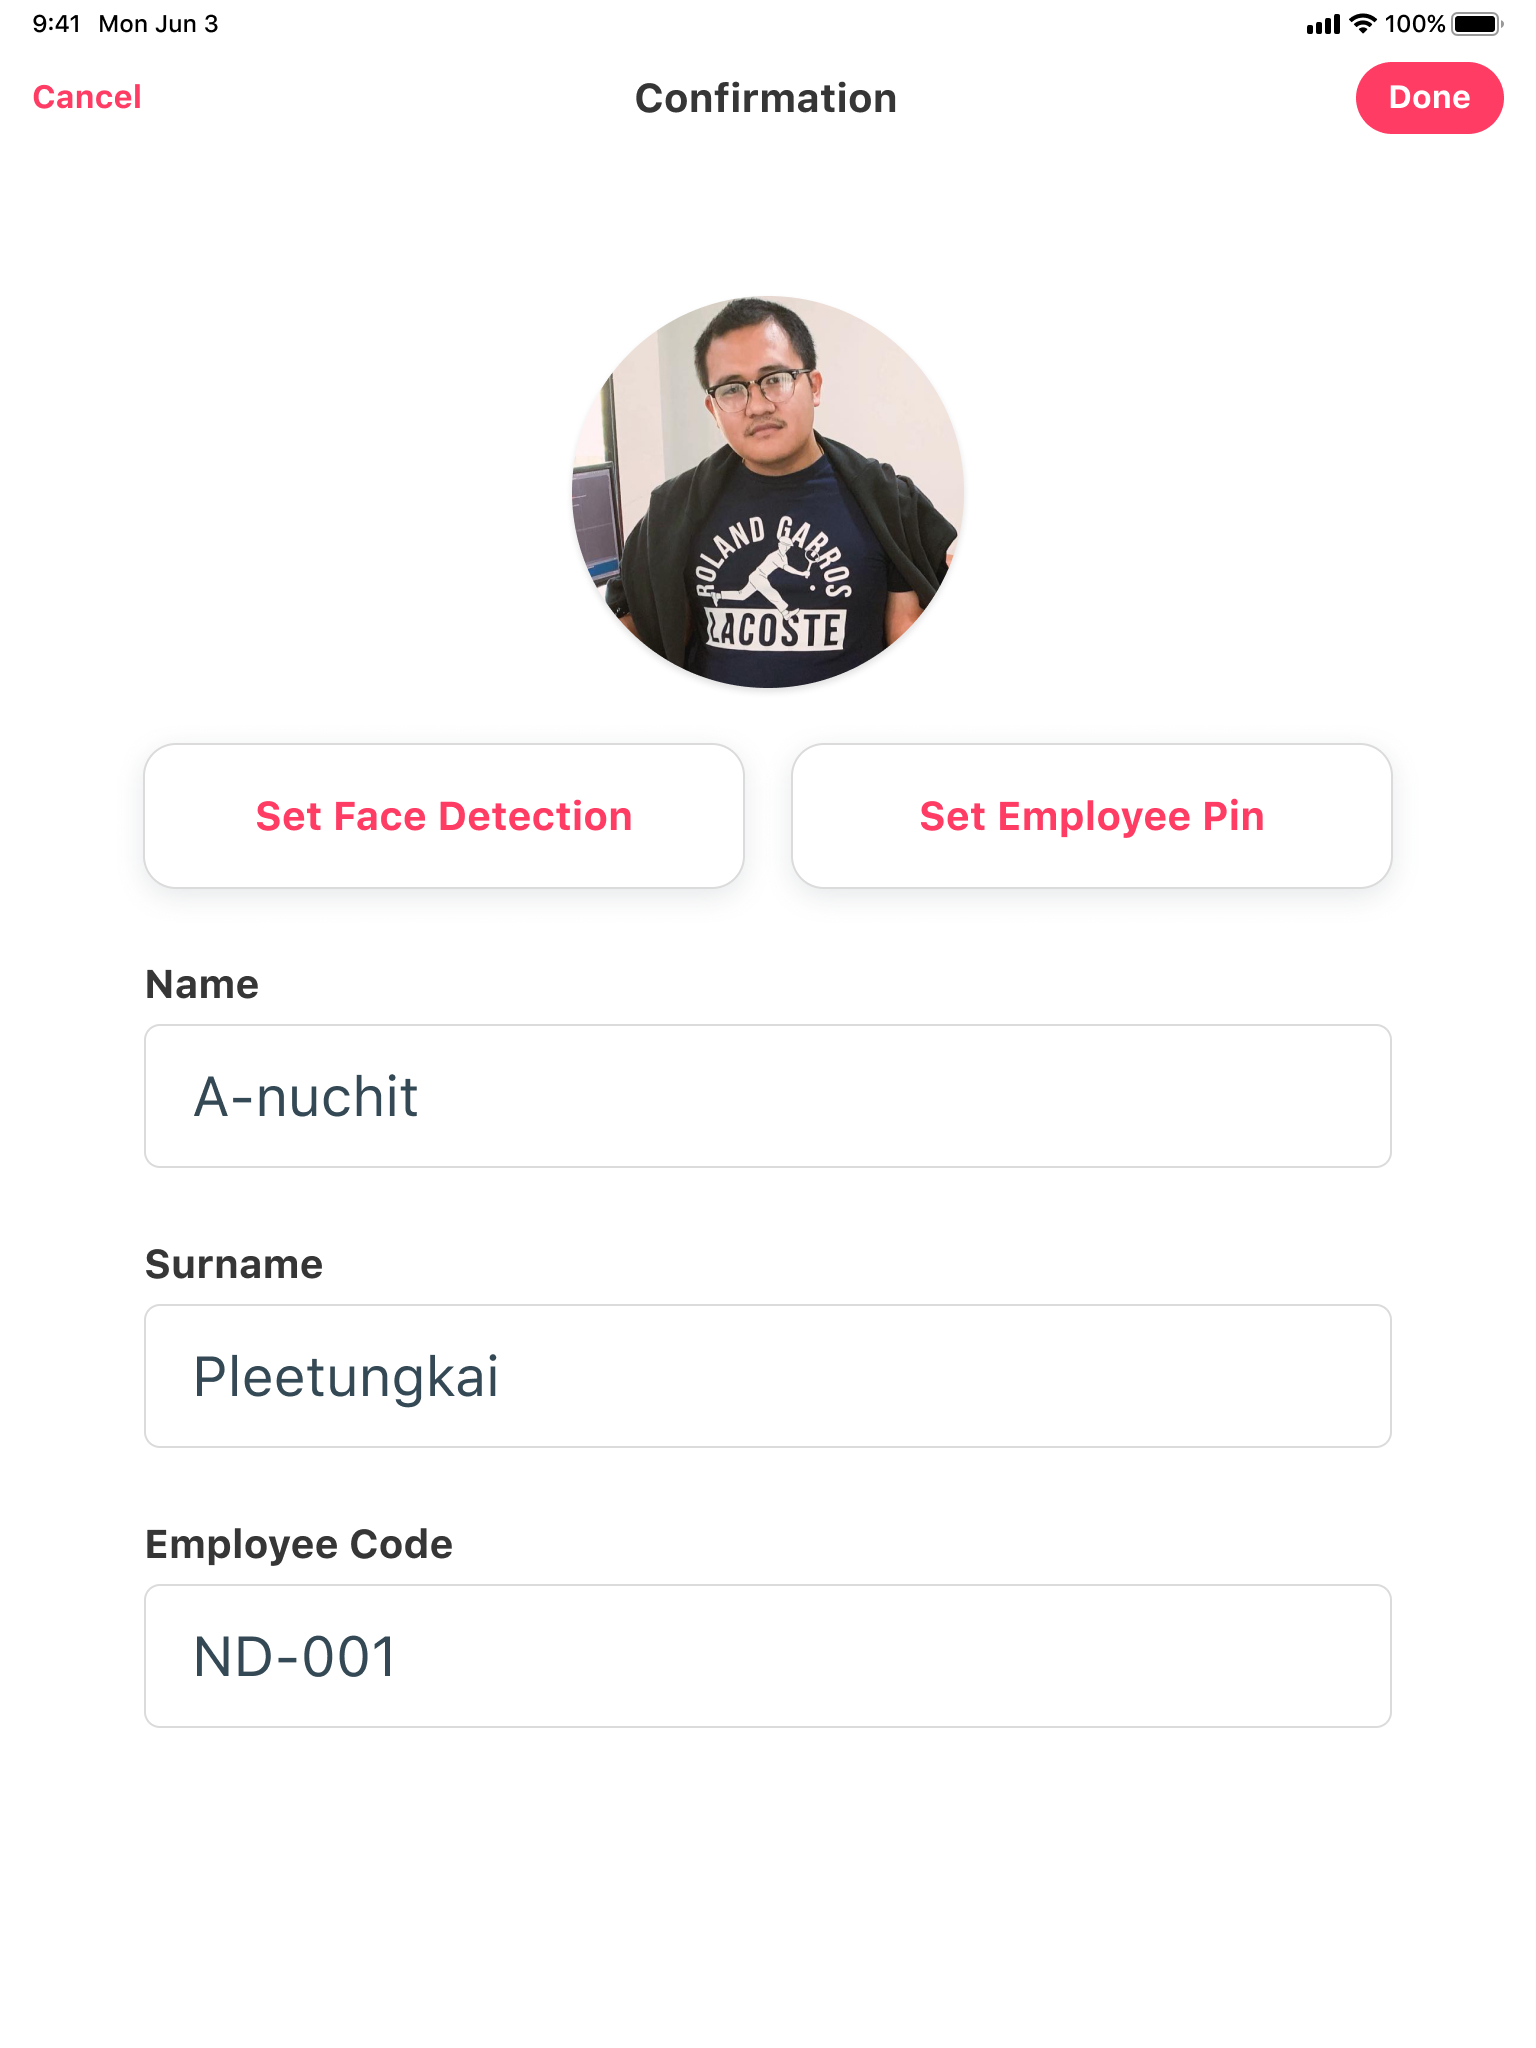 9:41 Mon Jun 3 100%
Cancel Confirmation Done
ROLAND GARROS
LACOSTE
Set Face Detection Set Employee Pin
Name
A-nuchit
Surname
Pleetungkai
Employee Code
ND-001